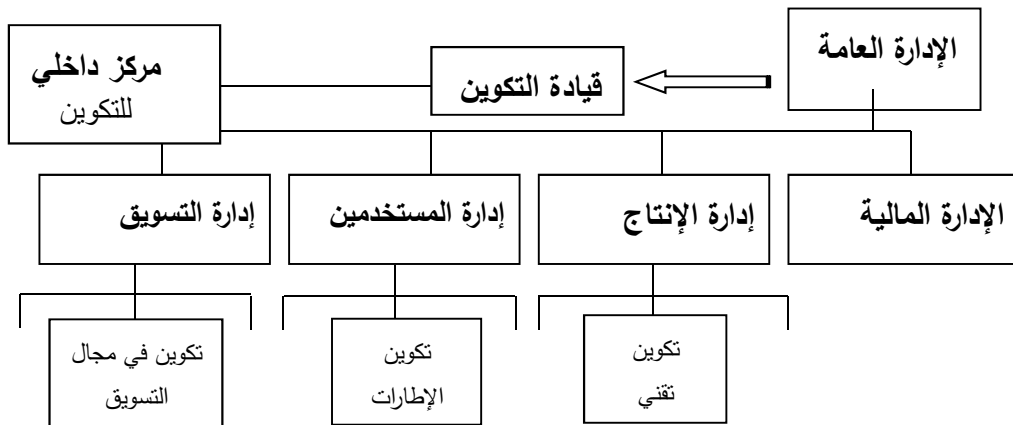 الإدارة العامة
قيادة التكوين
مركز داخلي
للتكوين
الإدارة المالية
إدارة الإنتاج
إدارة المستخدمين
إدارة التسويق
تكوين
تقني
تكوين
الإطارات
تكوين في مجال
التسويق